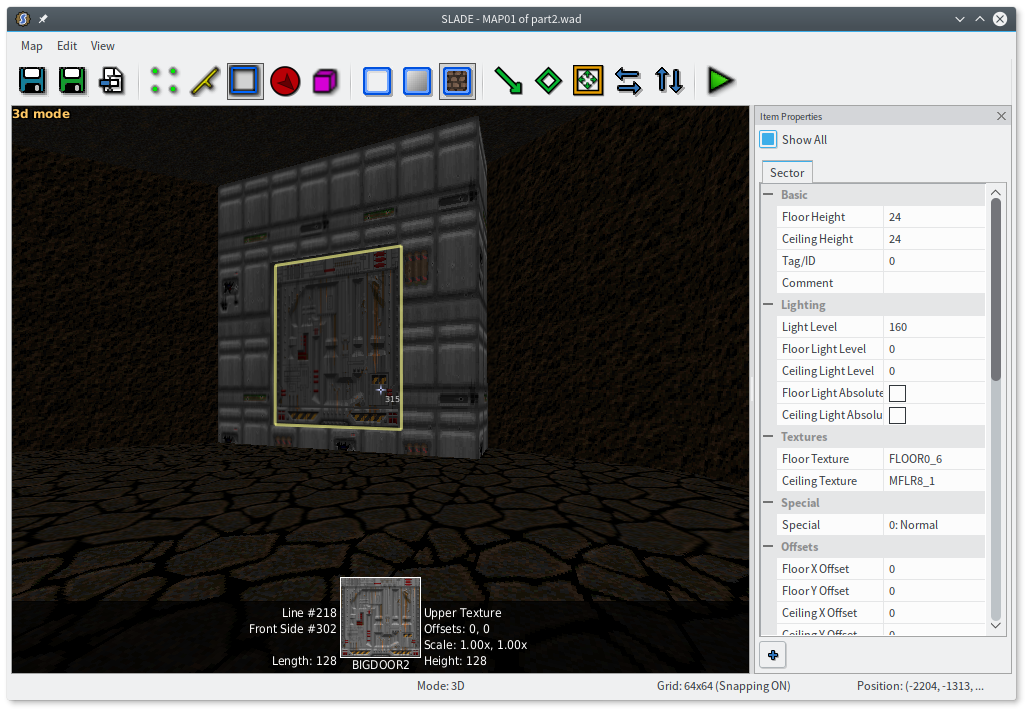 SLADE - MAP01 of part2.wad
Map Edit View
3d mode
315
Line #218
Front Side #302
Length: 128
BIGDOOR2
Upper Texture
Offsets: 0, 0
Scale: 1.00x, 1.00x
Height: 128
Item Properties
Show All
Sector
Basic
Floor Height 24
Ceiling Height 24
Tag/ID 0
Comment
Lighting
Light Level 160
Floor Light Level 0
Ceiling Light Level 0
Floor Light Absolute
Ceiling Light Absolu
Textures
Floor Texture FLOOR0_6
Ceiling Texture MFLR8_1
Special
Special 0: Normal
Offsets
Floor X Offset 0
Floor Y Offset 0
Ceiling X Offset 0
Ceiling Y Offset 0
Mode: 3D
Grid: 64x64 (Snapping ON)
Position: (-2204, -1313, ...